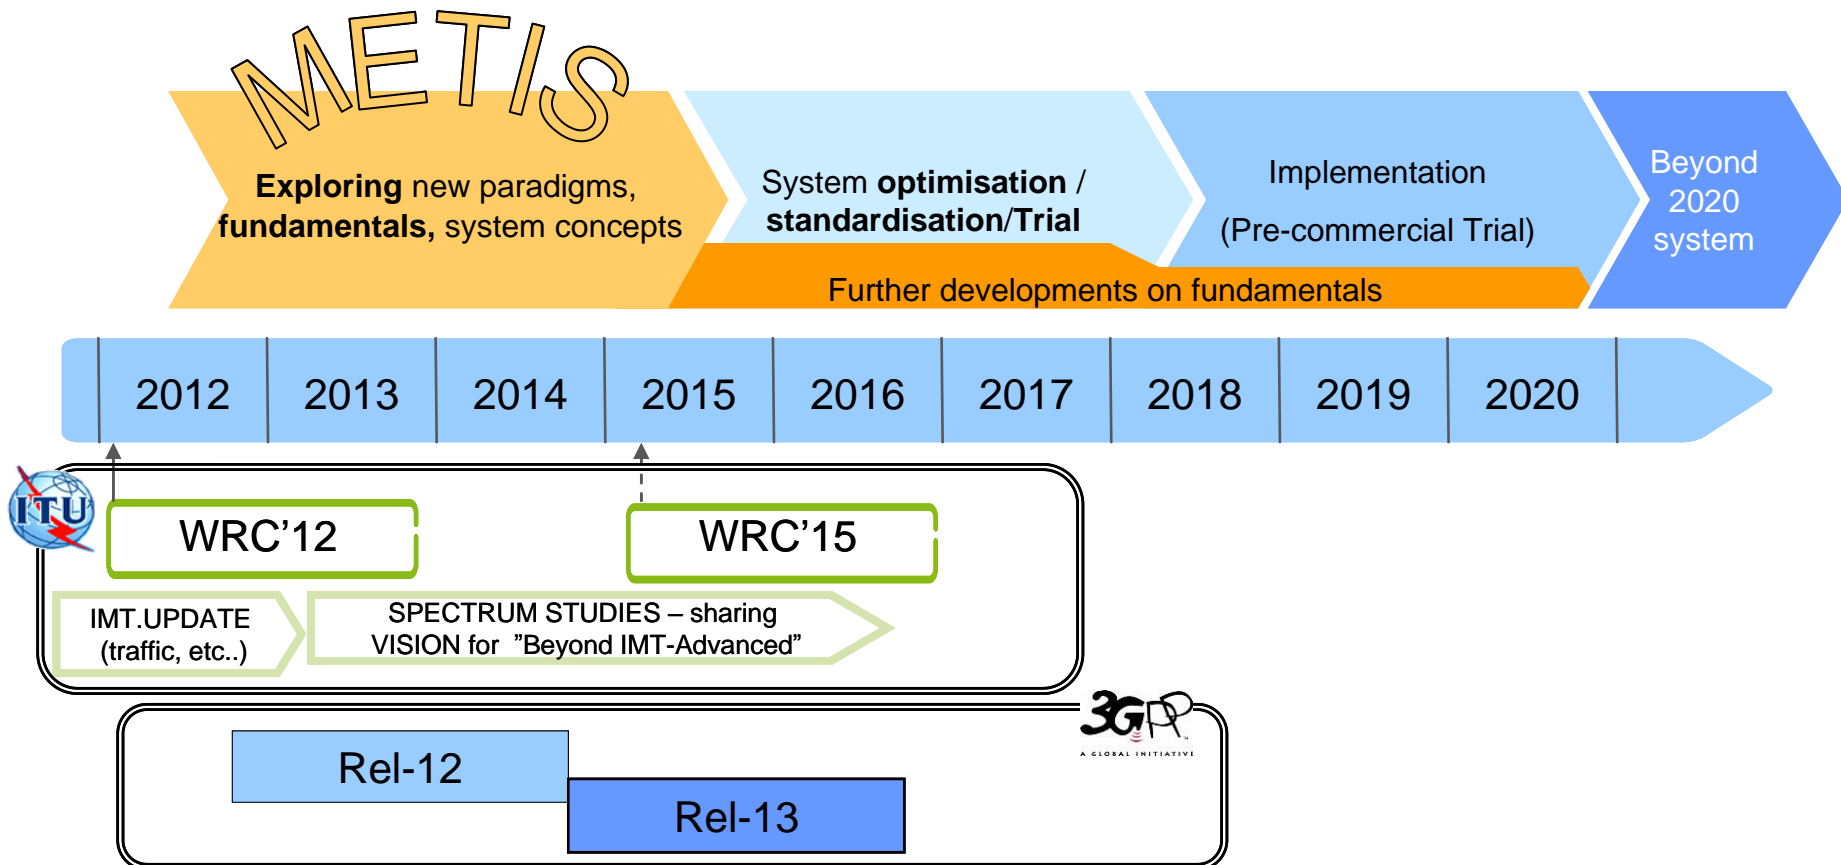 METIS
Exploring new paradigms,
fundamentals, system concepts
System optimisation /
standardisation/Trial
Implementation
(Pre-commercial Trial)
Beyond
2020
system
Further developments on fundamentals
2012 2013 2014 2015 2016 2017 2018 2019 2020
ITU
WRC’12
WRC’15
IMT.UPDATE
(traffic, etc..)
SPECTRUM STUDIES – sharing
VISION for ”Beyond IMT-Advanced”
3GPP
A GLOBAL INITIATIVE
Rel-12
Rel-13